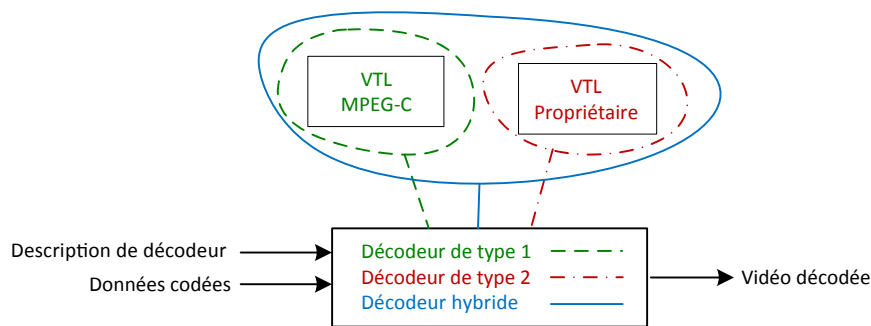 VTL
MPEG-C
VTL
Propriétaire
Description de décodeur
Données codées
Décodeur de type 1
Décodeur de type 2
Décodeur hybride
Vidéo décodée